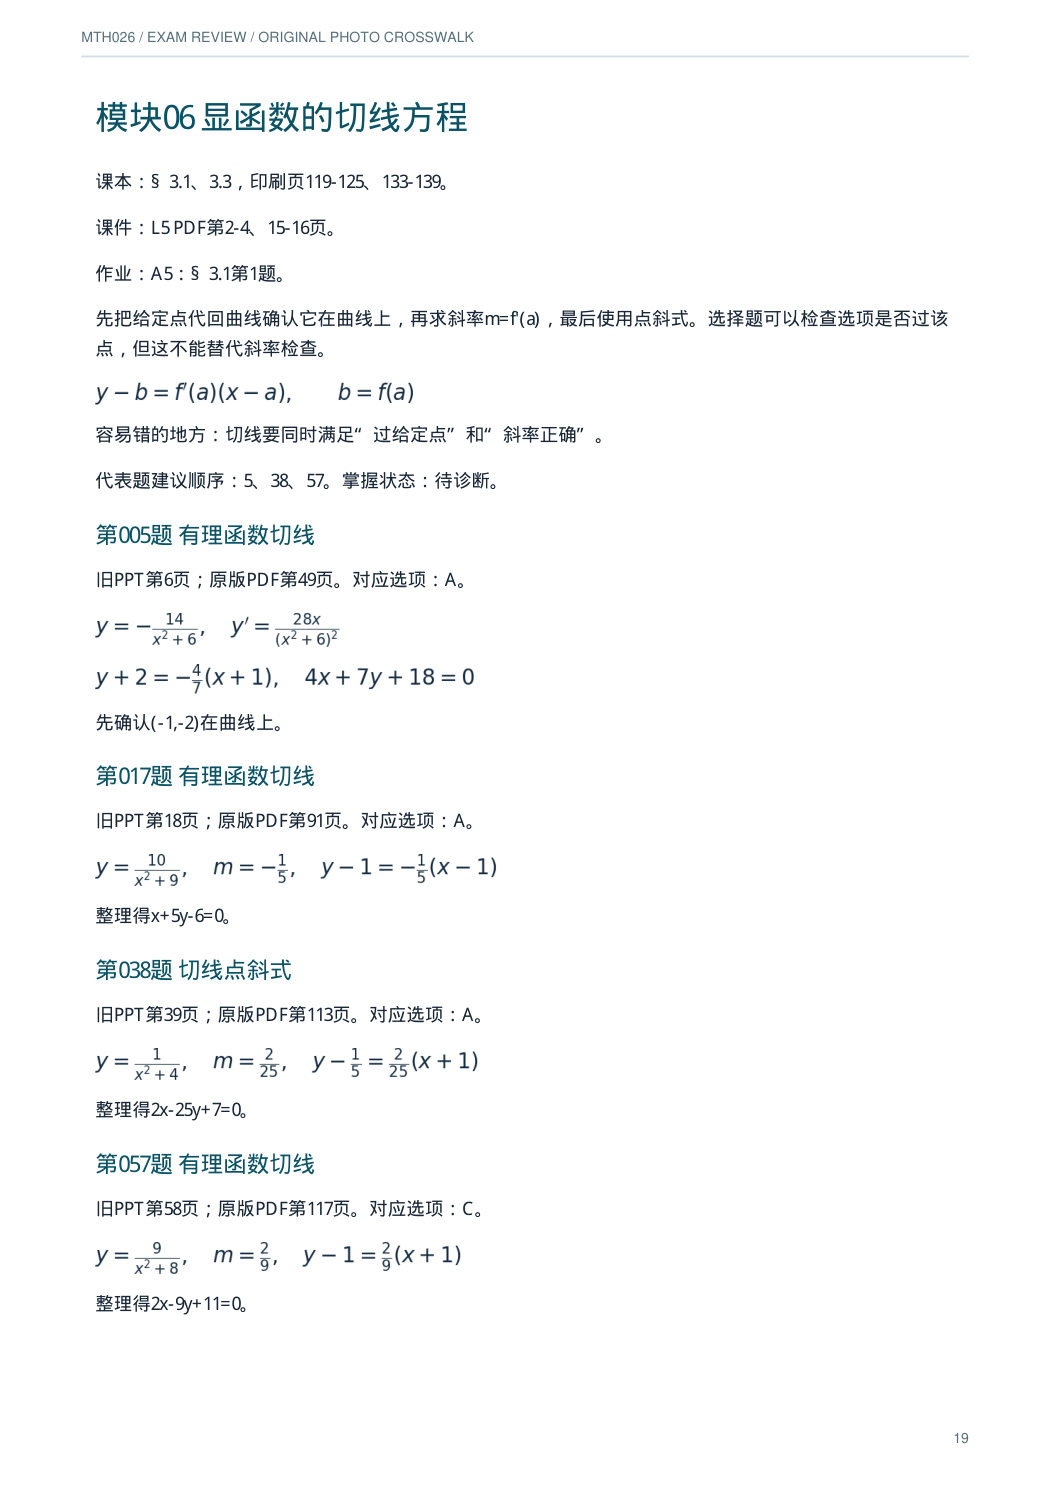 MTH026 / EXAM REVIEW / ORIGINAL PHOTO CROSSWALK
模块06 显函数的切线方程
课本：§ 3.1、3.3，印刷页119-125、133-139。
课件：L5 PDF第2-4、15-16页。
作业：A5：§ 3.1第1题。
先把给定点代回曲线确认它在曲线上，再求斜率m=f'(a)，最后使用点斜式。选择题可以检查选项是否过该
点，但这不能替代斜率检查。
y − b = f′(a)(x − a),  b = f(a)
容易错的地方：切线要同时满足“过给定点”和“斜率正确”。
代表题建议顺序：5、38、57。掌握状态：待诊断。
第005题 有理函数切线
旧PPT第6页；原版PDF第49页。对应选项：A。
y = −14/(x² + 6),  y′ = 28x/(x² + 6)²
y + 2 = −4/7(x + 1),  4x + 7y + 18 = 0
先确认(-1,-2)在曲线上。
第017题 有理函数切线
旧PPT第18页；原版PDF第91页。对应选项：A。
y = 10/(x² + 9),  m = −1/5,  y − 1 = −1/5(x − 1)
整理得x+5y-6=0。
第038题 切线点斜式
旧PPT第39页；原版PDF第113页。对应选项：A。
y = 1/(x² + 4),  m = 2/25,  y − 1/5 = 2/25(x + 1)
整理得2x-25y+7=0。
第057题 有理函数切线
旧PPT第58页；原版PDF第117页。对应选项：C。
y = 9/(x² + 8),  m = 2/9,  y − 1 = 2/9(x + 1)
整理得2x-9y+11=0。
19